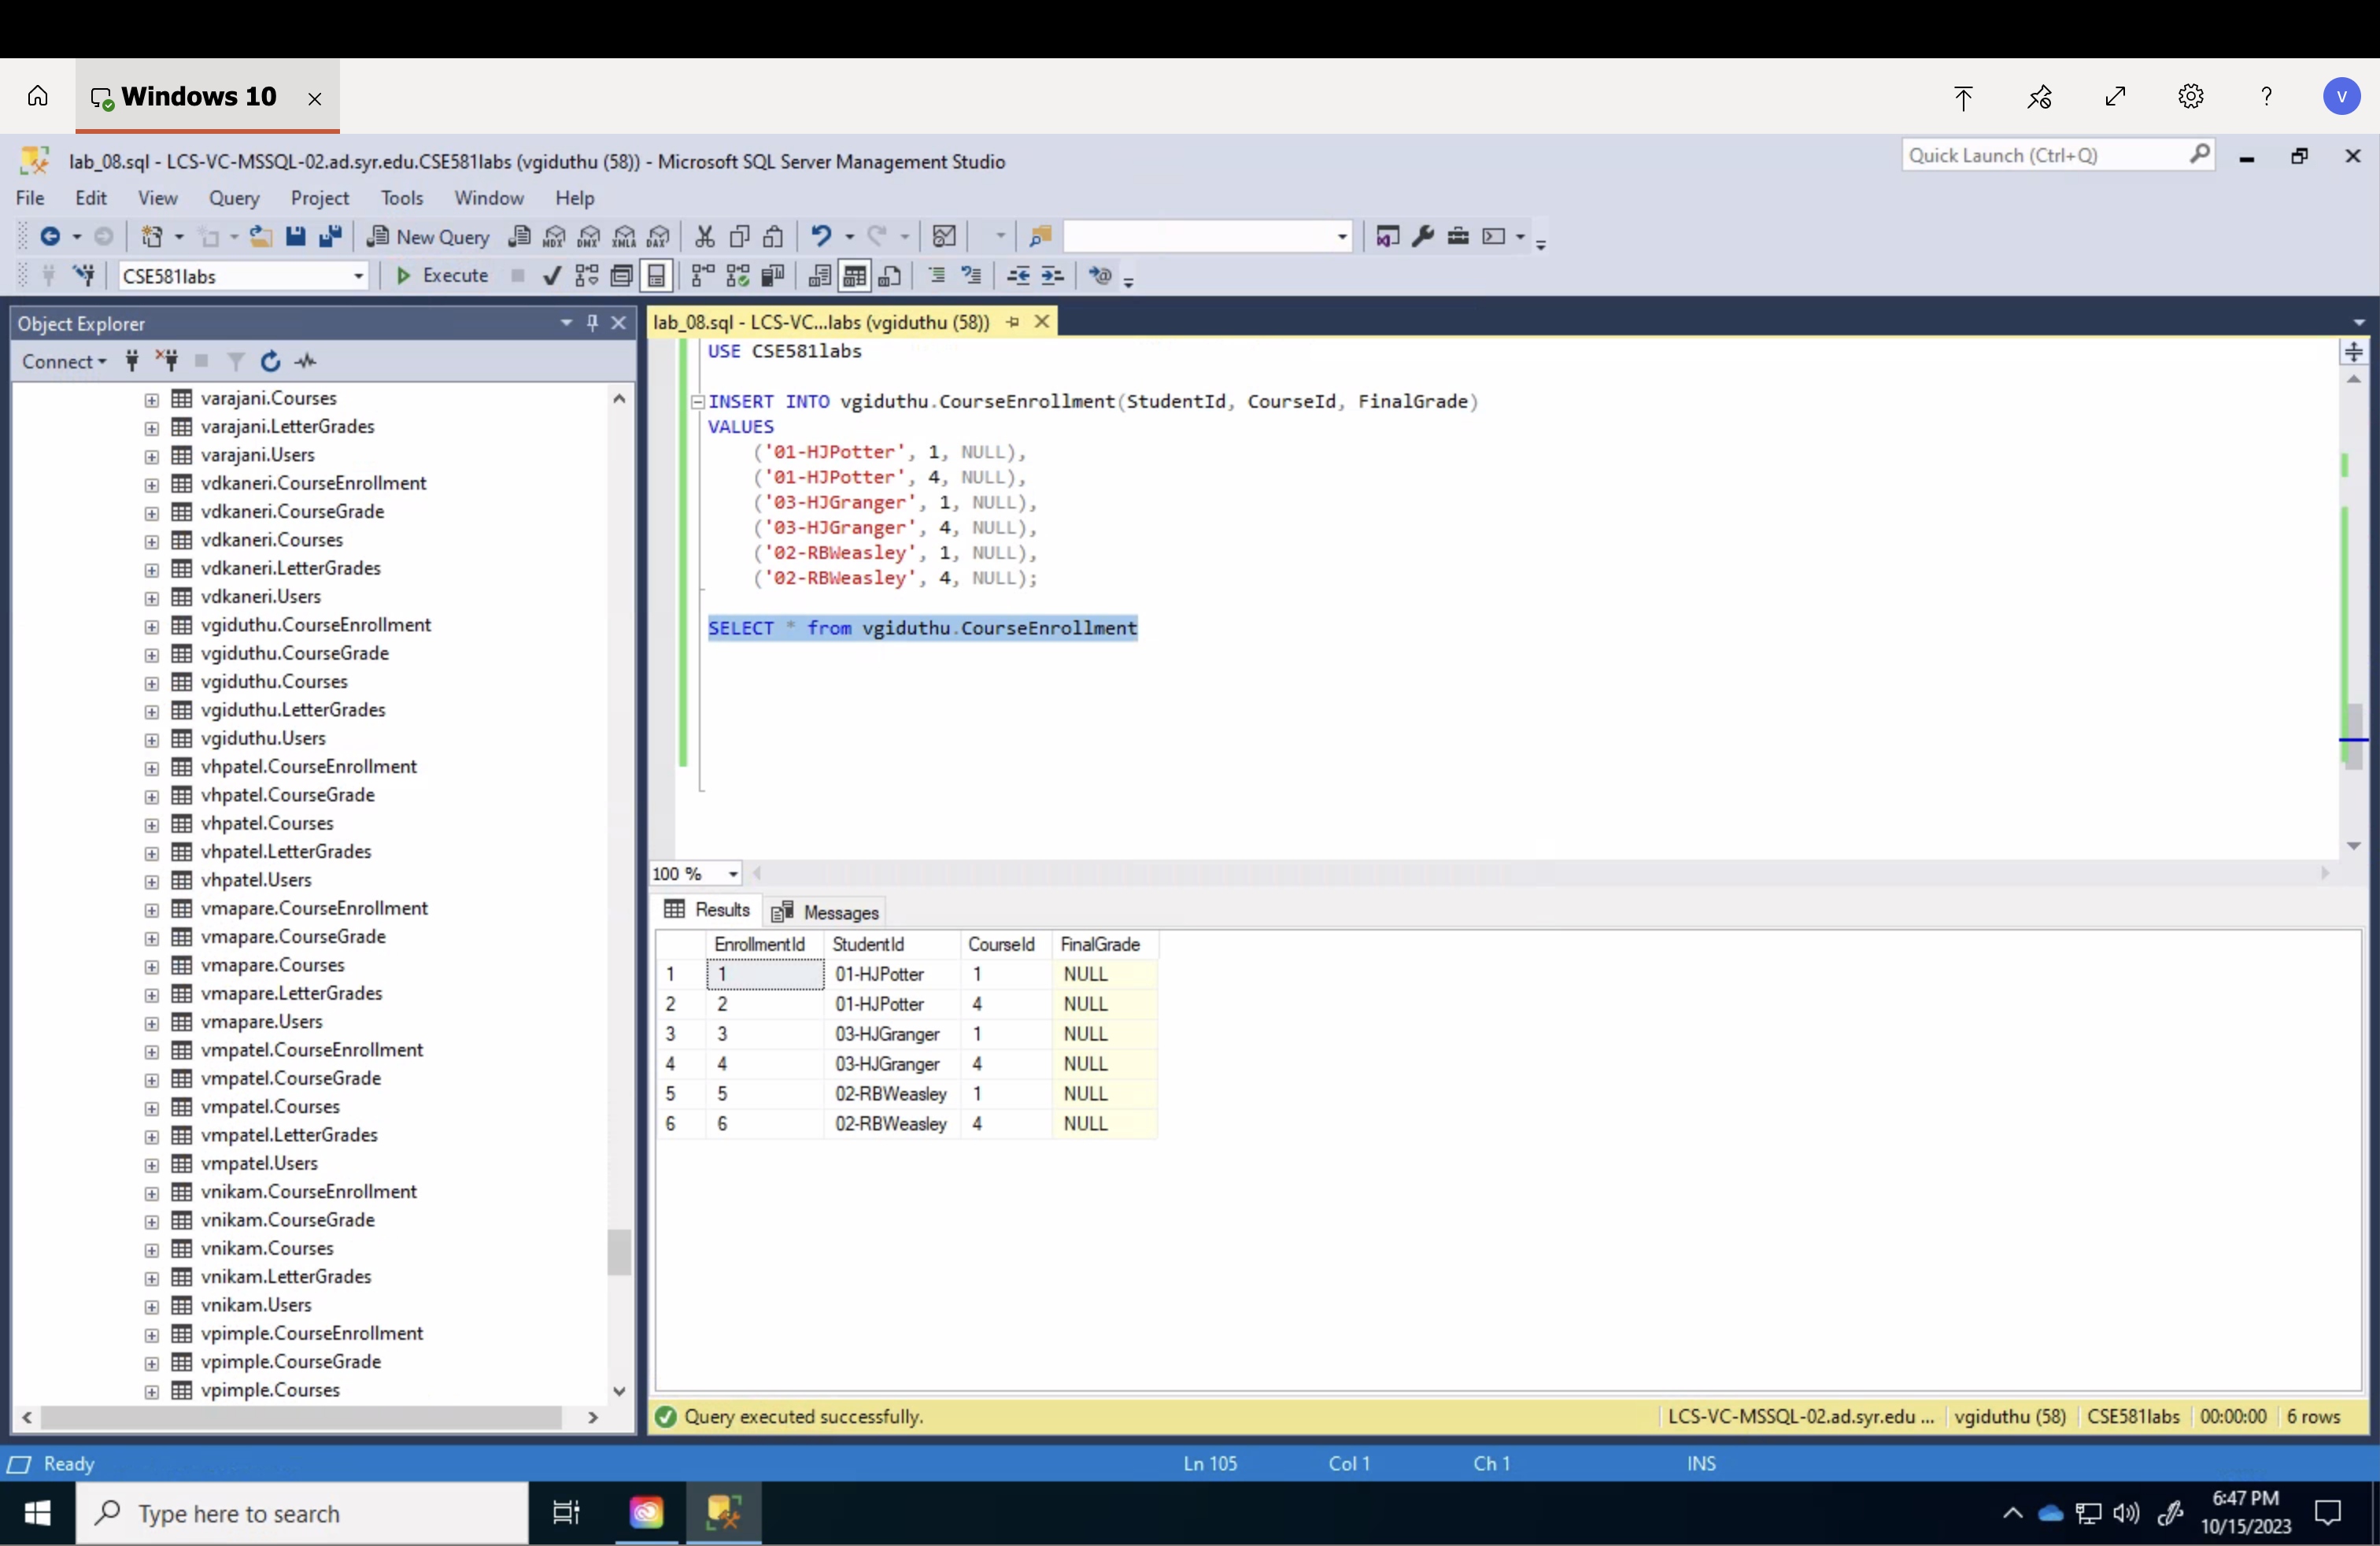 Windows 10
V
lab_08.sql - LCS-VC-MSSQL-02.ad.syr.edu.CSE581labs (vgiduthu (58)) - Microsoft SQL Server Management Studio
Quick Launch (Ctrl+Q)
File Edit View Query Project Tools Window Help
New Query MDX DMX XMLA DAX
CSE581labs Execute
Object Explorer
Connect
varajani.Courses
varajani.LetterGrades
varajani.Users
vdkaneri.CourseEnrollment
vdkaneri.CourseGrade
vdkaneri.Courses
vdkaneri.LetterGrades
vdkaneri.Users
vgiduthu.CourseEnrollment
vgiduthu.CourseGrade
vgiduthu.Courses
vgiduthu.LetterGrades
vgiduthu.Users
vhpatel.CourseEnrollment
vhpatel.CourseGrade
vhpatel.Courses
vhpatel.LetterGrades
vhpatel.Users
vmapare.CourseEnrollment
vmapare.CourseGrade
vmapare.Courses
vmapare.LetterGrades
vmapare.Users
vmpatel.CourseEnrollment
vmpatel.CourseGrade
vmpatel.Courses
vmpatel.LetterGrades
vmpatel.Users
vnikam.CourseEnrollment
vnikam.CourseGrade
vnikam.Courses
vnikam.LetterGrades
vnikam.Users
vpimple.CourseEnrollment
vpimple.CourseGrade
vpimple.Courses
lab_08.sql - LCS-VC...labs (vgiduthu (58))
USE CSE581labs
INSERT INTO vgiduthu.CourseEnrollment(StudentId, CourseId, FinalGrade)
VALUES
('01-HJPotter', 1, NULL),
('01-HJPotter', 4, NULL),
('03-HJGranger', 1, NULL),
('03-HJGranger', 4, NULL),
('02-RBWeasley', 1, NULL),
('02-RBWeasley', 4, NULL);
SELECT * from vgiduthu.CourseEnrollment
100 %
Results Messages
EnrollmentId StudentId CourseId FinalGrade
1 1 01-HJPotter 1 NULL
2 2 01-HJPotter 4 NULL
3 3 03-HJGranger 1 NULL
4 4 03-HJGranger 4 NULL
5 5 02-RBWeasley 1 NULL
6 6 02-RBWeasley 4 NULL
Query executed successfully. LCS-VC-MSSQL-02.ad.syr.edu ... vgiduthu (58) CSE581labs 00:00:00 6 rows
Ready Ln 105 Col 1 Ch 1 INS
Type here to search
6:47 PM
10/15/2023